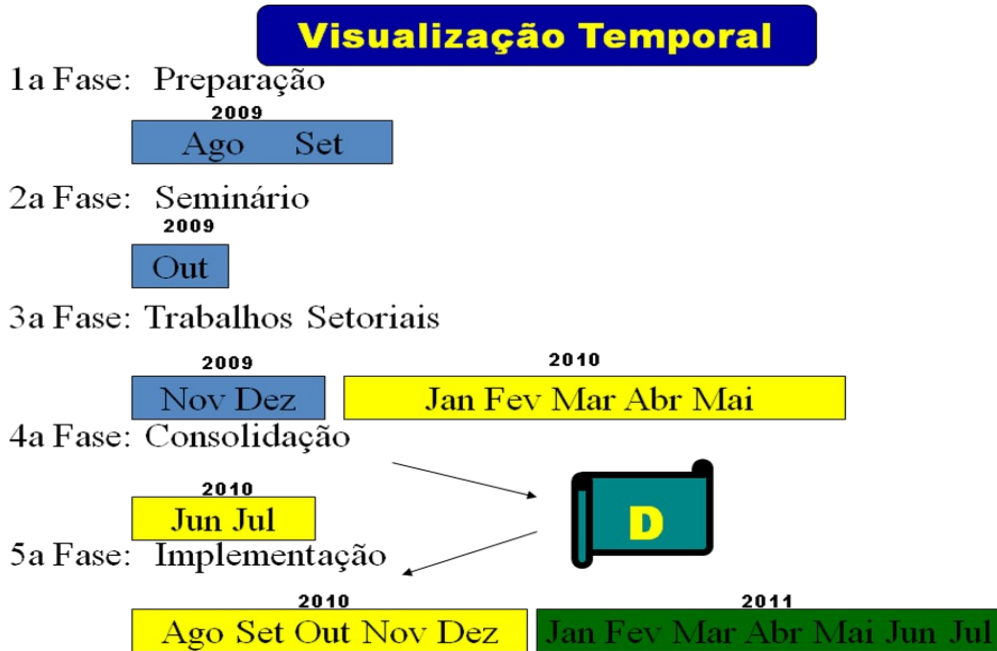 Visualização Temporal
1a Fase: Preparação
2009
Ago Set
2a Fase: Seminário
2009
Out
3a Fase: Trabalhos Setoriais
2009 2010
Nov Dez Jan Fev Mar Abr Mai
4a Fase: Consolidação
2010
Jun Jul
D
5a Fase: Implementação
2010 2011
Ago Set Out Nov Dez Jan Fev Mar Abr Mai Jun Jul